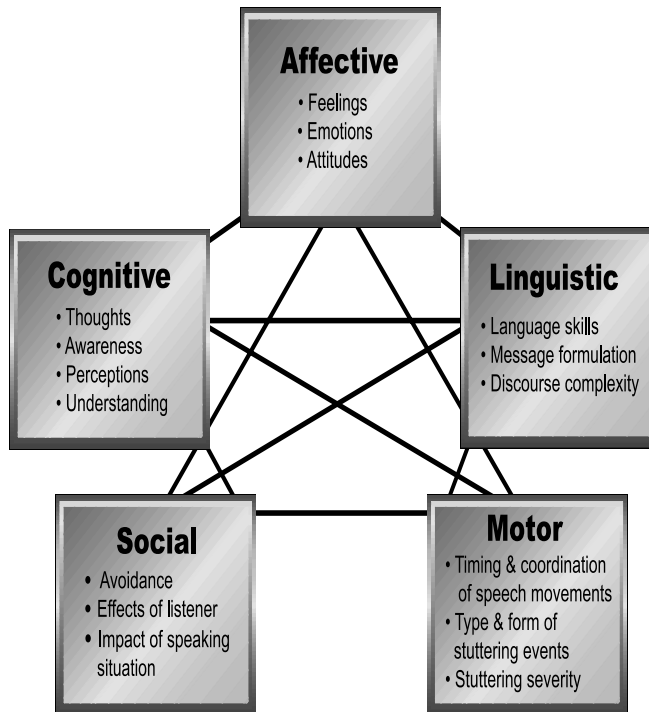 Affective
• Feelings
• Emotions
• Attitudes
Cognitive
• Thoughts
• Awareness
• Perceptions
• Understanding
Linguistic
• Language skills
• Message formulation
• Discourse complexity
Social
• Avoidance
• Effects of listener
• Impact of speaking
situation
Motor
• Timing & coordination
of speech movements
• Type & form of
stuttering events
• Stuttering severity